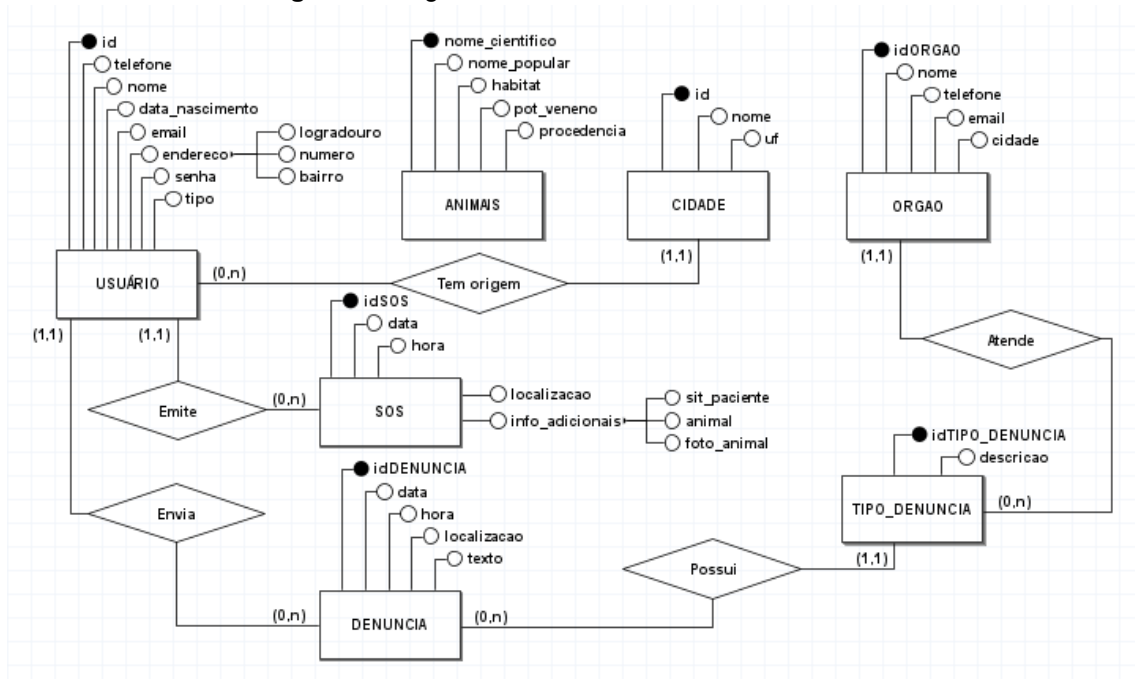 id
telefone
nome
data_nascimento
email
endereco
logradouro
numero
bairro
senha
tipo
USUÁRIO
nome_cientifico
nome_popular
habitat
pot_veneno
procedencia
ANIMAIS
id
nome
uf
CIDADE
idORGAO
nome
telefone
email
cidade
ORGAO
(0,n)
Tem origem
(1,1)
(1,1)
(1,1)
(1,1)
Emite
(0,n)
idSOS
data
hora
SOS
localizacao
info_adicionais
sit_paciente
animal
foto_animal
Atende
idTIPO_DENUNCIA
descricao
TIPO_DENUNCIA
(0,n)
(1,1)
Envia
idDENUNCIA
data
hora
localizacao
texto
DENUNCIA
(0,n)
(0,n)
Possui